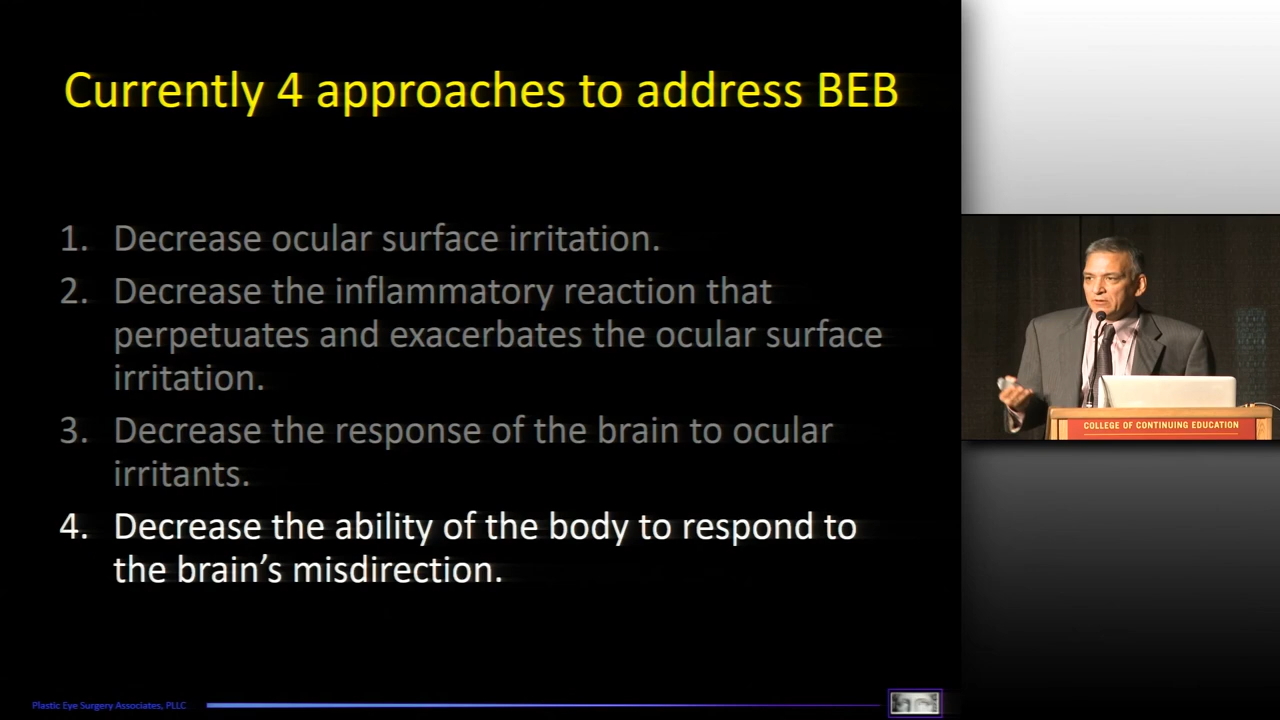 Currently 4 approaches to address BEB
1. Decrease ocular surface irritation.
2. Decrease the inflammatory reaction that
perpetuates and exacerbates the ocular surface
irritation.
3. Decrease the response of the brain to ocular
irritants.
4. Decrease the ability of the body to respond to
the brain’s misdirection.
COLLEGE OF CONTINUING EDUCATION
Plastic Eye Surgery Associates, PLLC